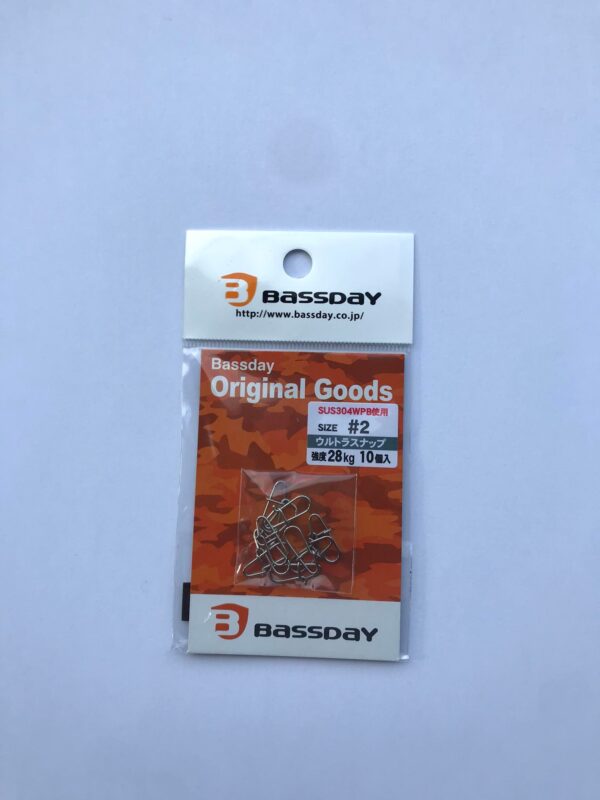 BASSDAY
http://www.bassday.co.jp/
Bassday
Original Goods
SUS304WPB使用
SIZE #2
ウルトラスナップ
強度28kg 10個入
BASSDAY